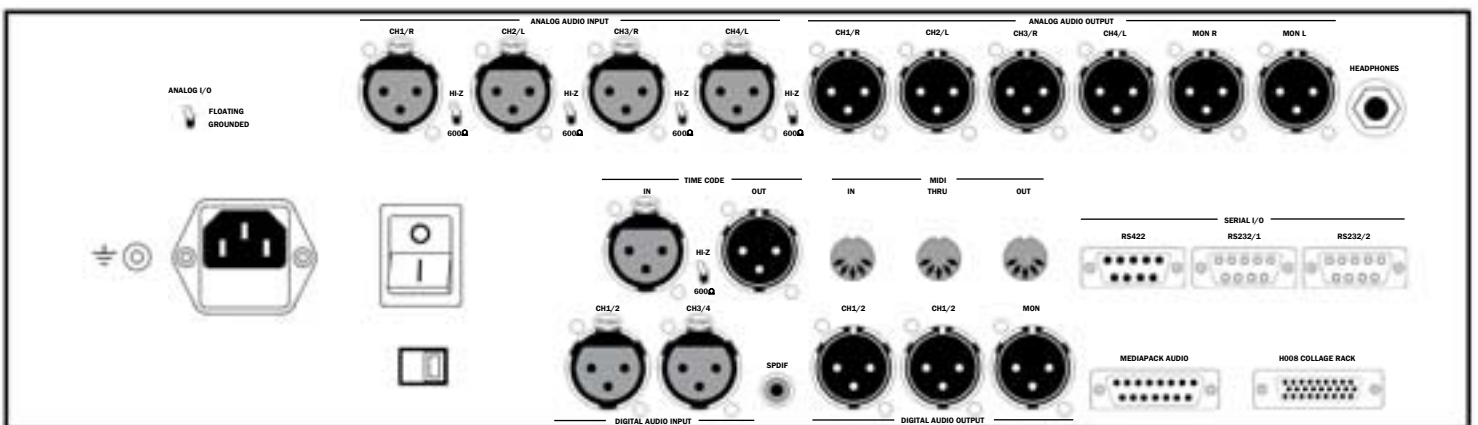 ANALOG AUDIO INPUT
ANALOG AUDIO OUTPUT
CH1/R
CH2/L
CH3/R
CH4/L
CH1/R
CH2/L
CH3/R
CH4/L
MON R
MON L
HEADPHONES
ANALOG I/O
FLOATING
GROUNDED
HI-Z
HI-Z
HI-Z
HI-Z
600Ω
600Ω
600Ω
600Ω
TIME CODE
IN
OUT
HI-Z
600Ω
MIDI
IN
THRU
OUT
SERIAL I/O
RS422
RS232/1
RS232/2
CH1/2
CH3/4
SPDIF
CH1/2
CH1/2
MON
MEDIAPACK AUDIO
H008 COLLAGE RACK
DIGITAL AUDIO INPUT
DIGITAL AUDIO OUTPUT